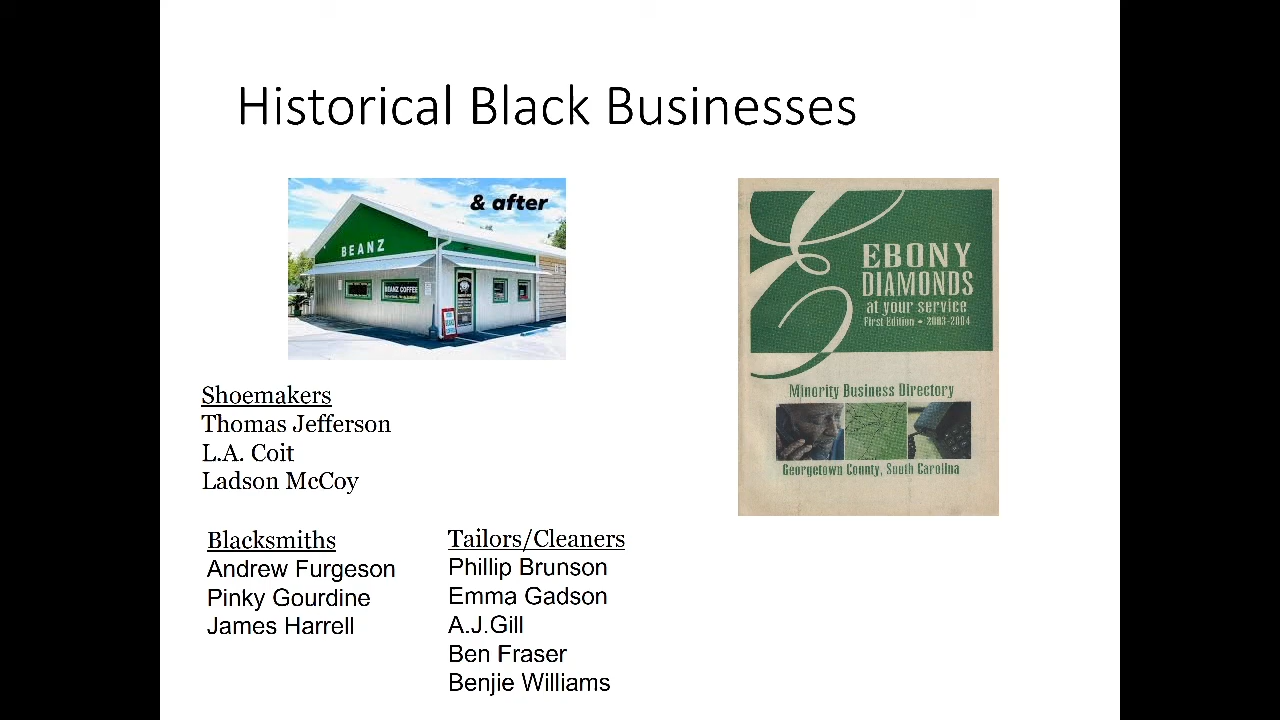 Historical Black Businesses
& after
BEANZ
BEANZ COFFEE
EBONY
DIAMONDS
at your service
First Edition • 2003-2004
Minority Business Directory
Georgetown County, South Carolina
Shoemakers
Thomas Jefferson
L.A. Coit
Ladson McCoy
Blacksmiths
Andrew Furgeson
Pinky Gourdine
James Harrell
Tailors/Cleaners
Phillip Brunson
Emma Gadson
A.J.Gill
Ben Fraser
Benjie Williams